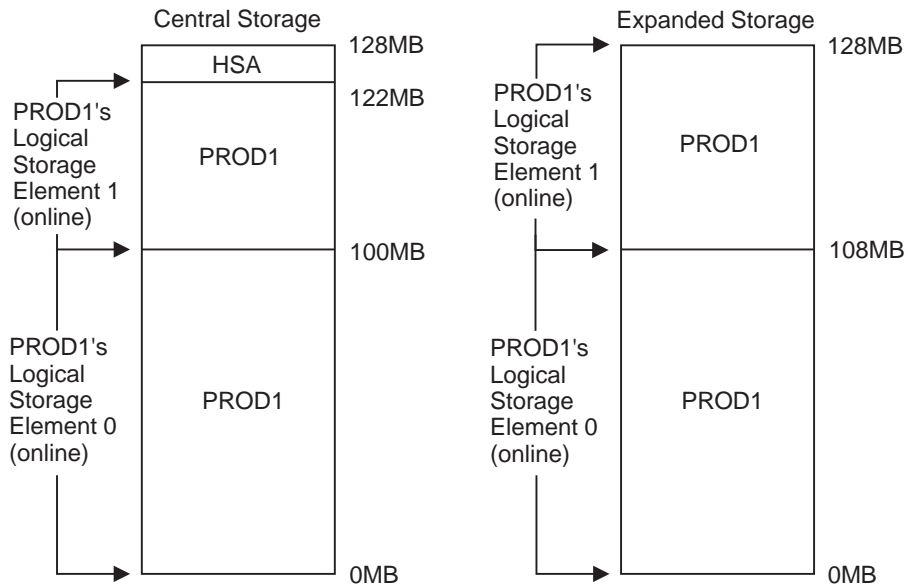 Central Storage
128MB
HSA
122MB
PROD1's
Logical
Storage
Element 1
(online)
PROD1
100MB
PROD1's
Logical
Storage
Element 0
(online)
PROD1
0MB
Expanded Storage
128MB
PROD1's
Logical
Storage
Element 1
(online)
PROD1
108MB
PROD1's
Logical
Storage
Element 0
(online)
PROD1
0MB